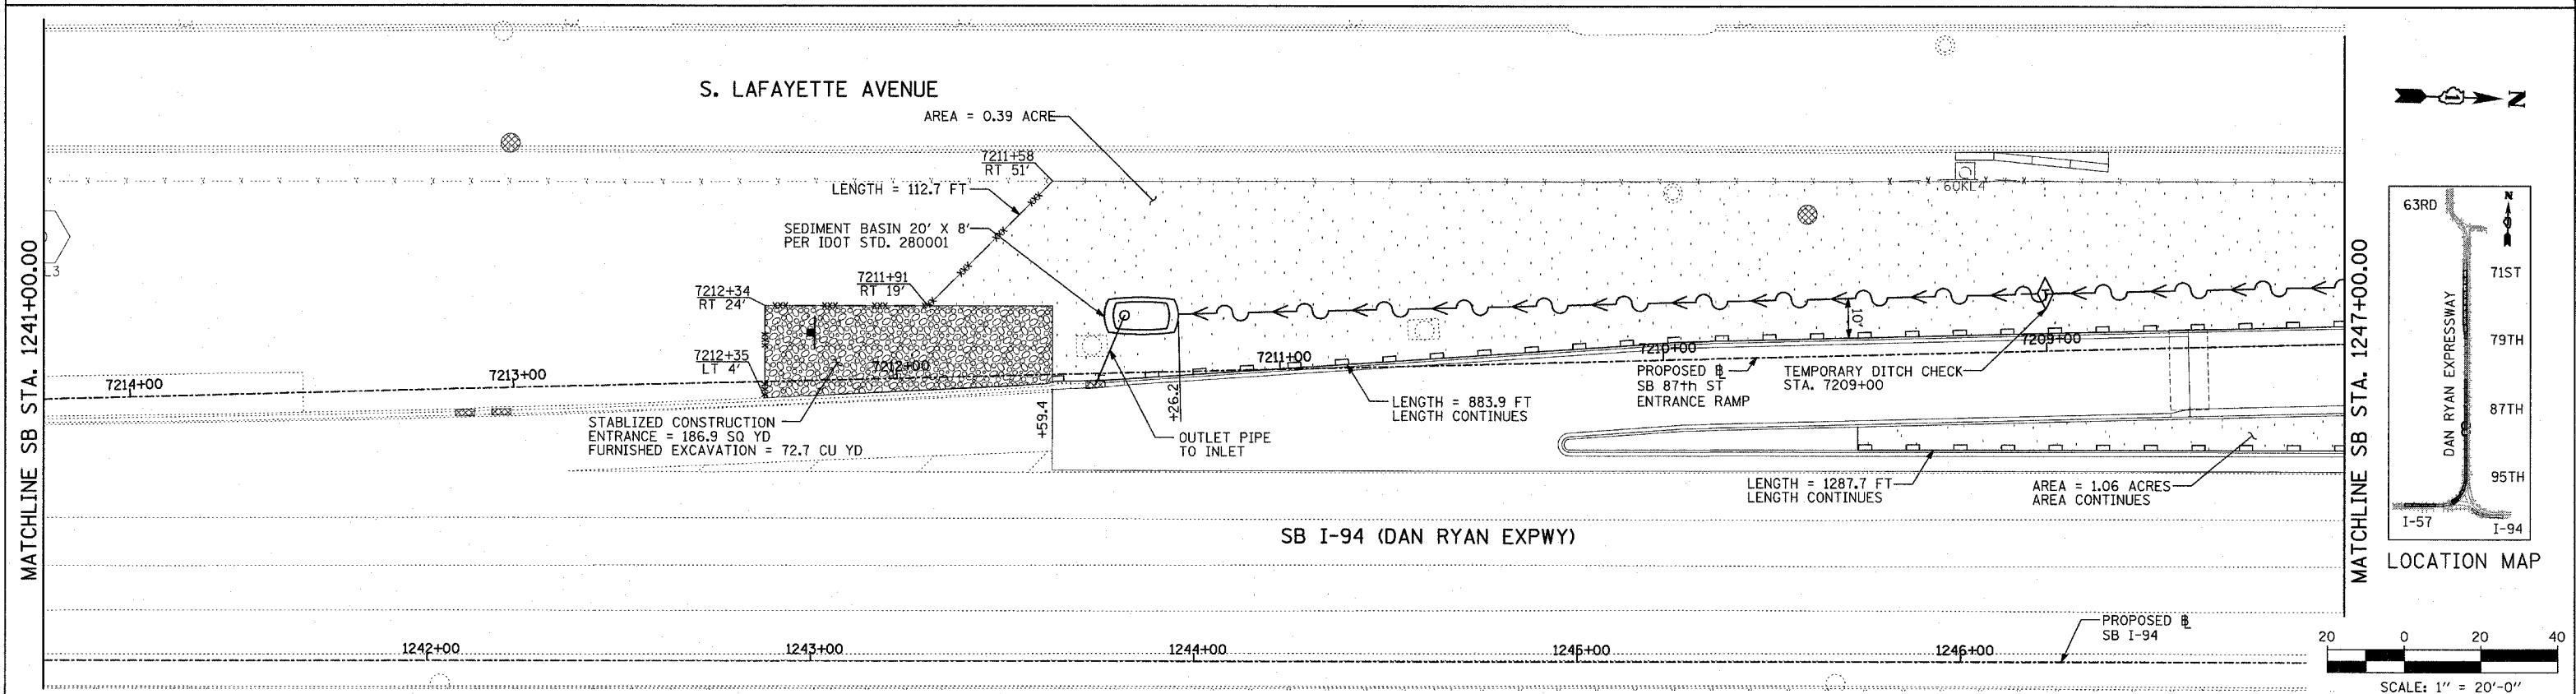 S. LAFAYETTE AVENUE
AREA = 0.39 ACRE
7211+58
RT 51'
LENGTH = 112.7 FT
SEDIMENT BASIN 20' X 8'
PER IDOT STD. 280001
7211+91
RT 19'
7212+34
RT 24'
7212+35
LT 4'
7214+00
7213+00
7212+00
7211+00
7210+00
7209+00
60KL4
L3
10'
+59.4
+26.2
STABLIZED CONSTRUCTION
ENTRANCE = 186.9 SQ YD
FURNISHED EXCAVATION = 72.7 CU YD
OUTLET PIPE
TO INLET
LENGTH = 883.9 FT
LENGTH CONTINUES
PROPOSED ⅊
SB 87th ST
ENTRANCE RAMP
TEMPORARY DITCH CHECK
STA. 7209+00
LENGTH = 1287.7 FT
LENGTH CONTINUES
AREA = 1.06 ACRES
AREA CONTINUES
SB I-94 (DAN RYAN EXPWY)
1242+00
1243+00
1244+00
1245+00
1246+00
PROPOSED ⅊
SB I-94
MATCHLINE SB STA. 1241+00.00
MATCHLINE SB STA. 1247+00.00
N
63RD
N
71ST
79TH
87TH
95TH
DAN RYAN EXPRESSWAY
I-57
I-94
LOCATION MAP
20 0 20 40
SCALE: 1" = 20'-0"